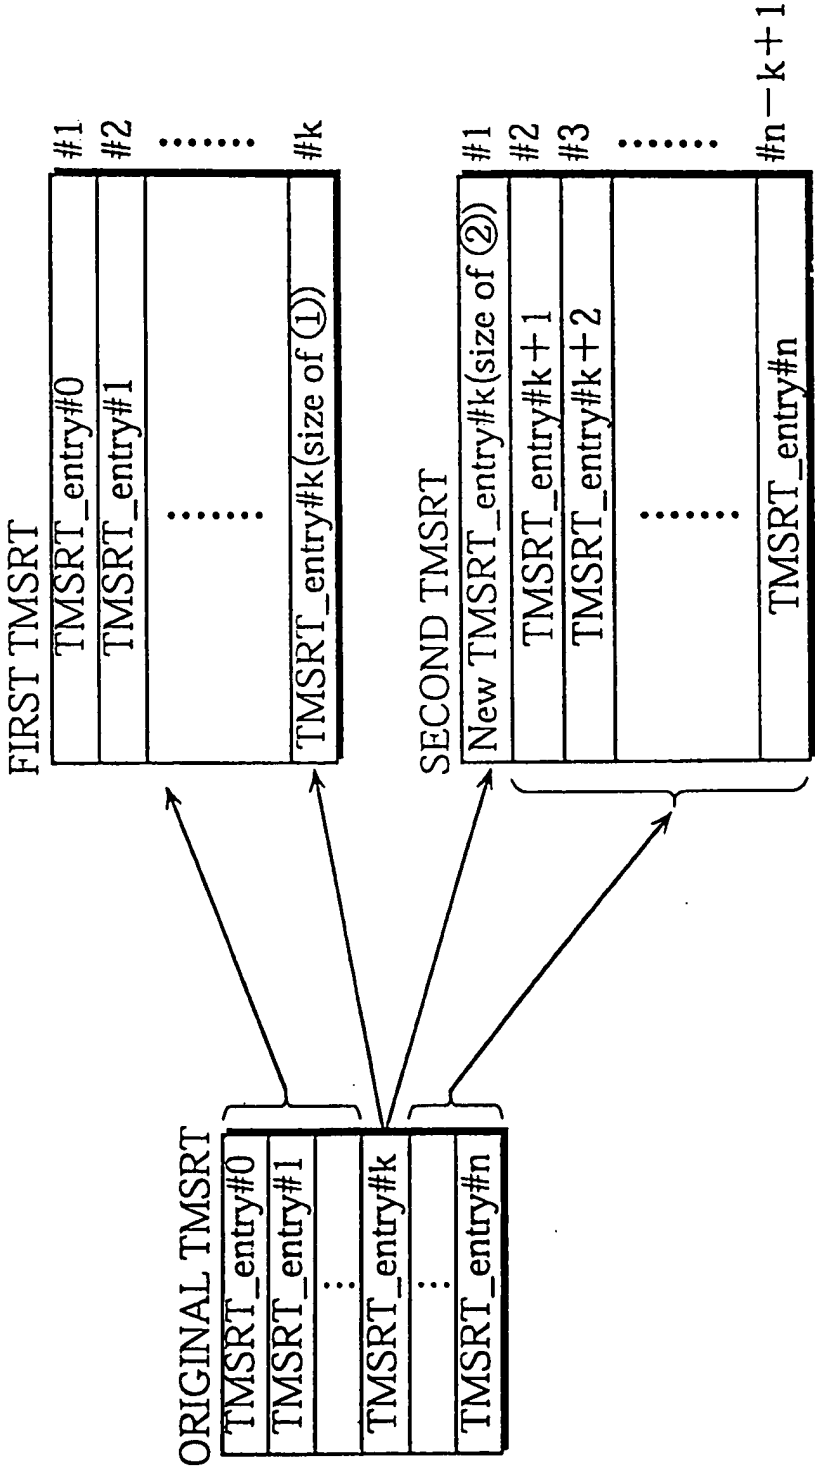 ORIGINAL TMSRT
TMSRT_entry#0
TMSRT_entry#1
⋮
TMSRT_entry#k
⋮
TMSRT_entry#n
FIRST TMSRT
TMSRT_entry#0 #1
TMSRT_entry#1 #2
······· ·······
TMSRT_entry#k(size of ①) #k
SECOND TMSRT
New TMSRT_entry#k(size of ②) #1
TMSRT_entry#k+1 #2
TMSRT_entry#k+2 #3
······· ·······
TMSRT_entry#n #n-k+1